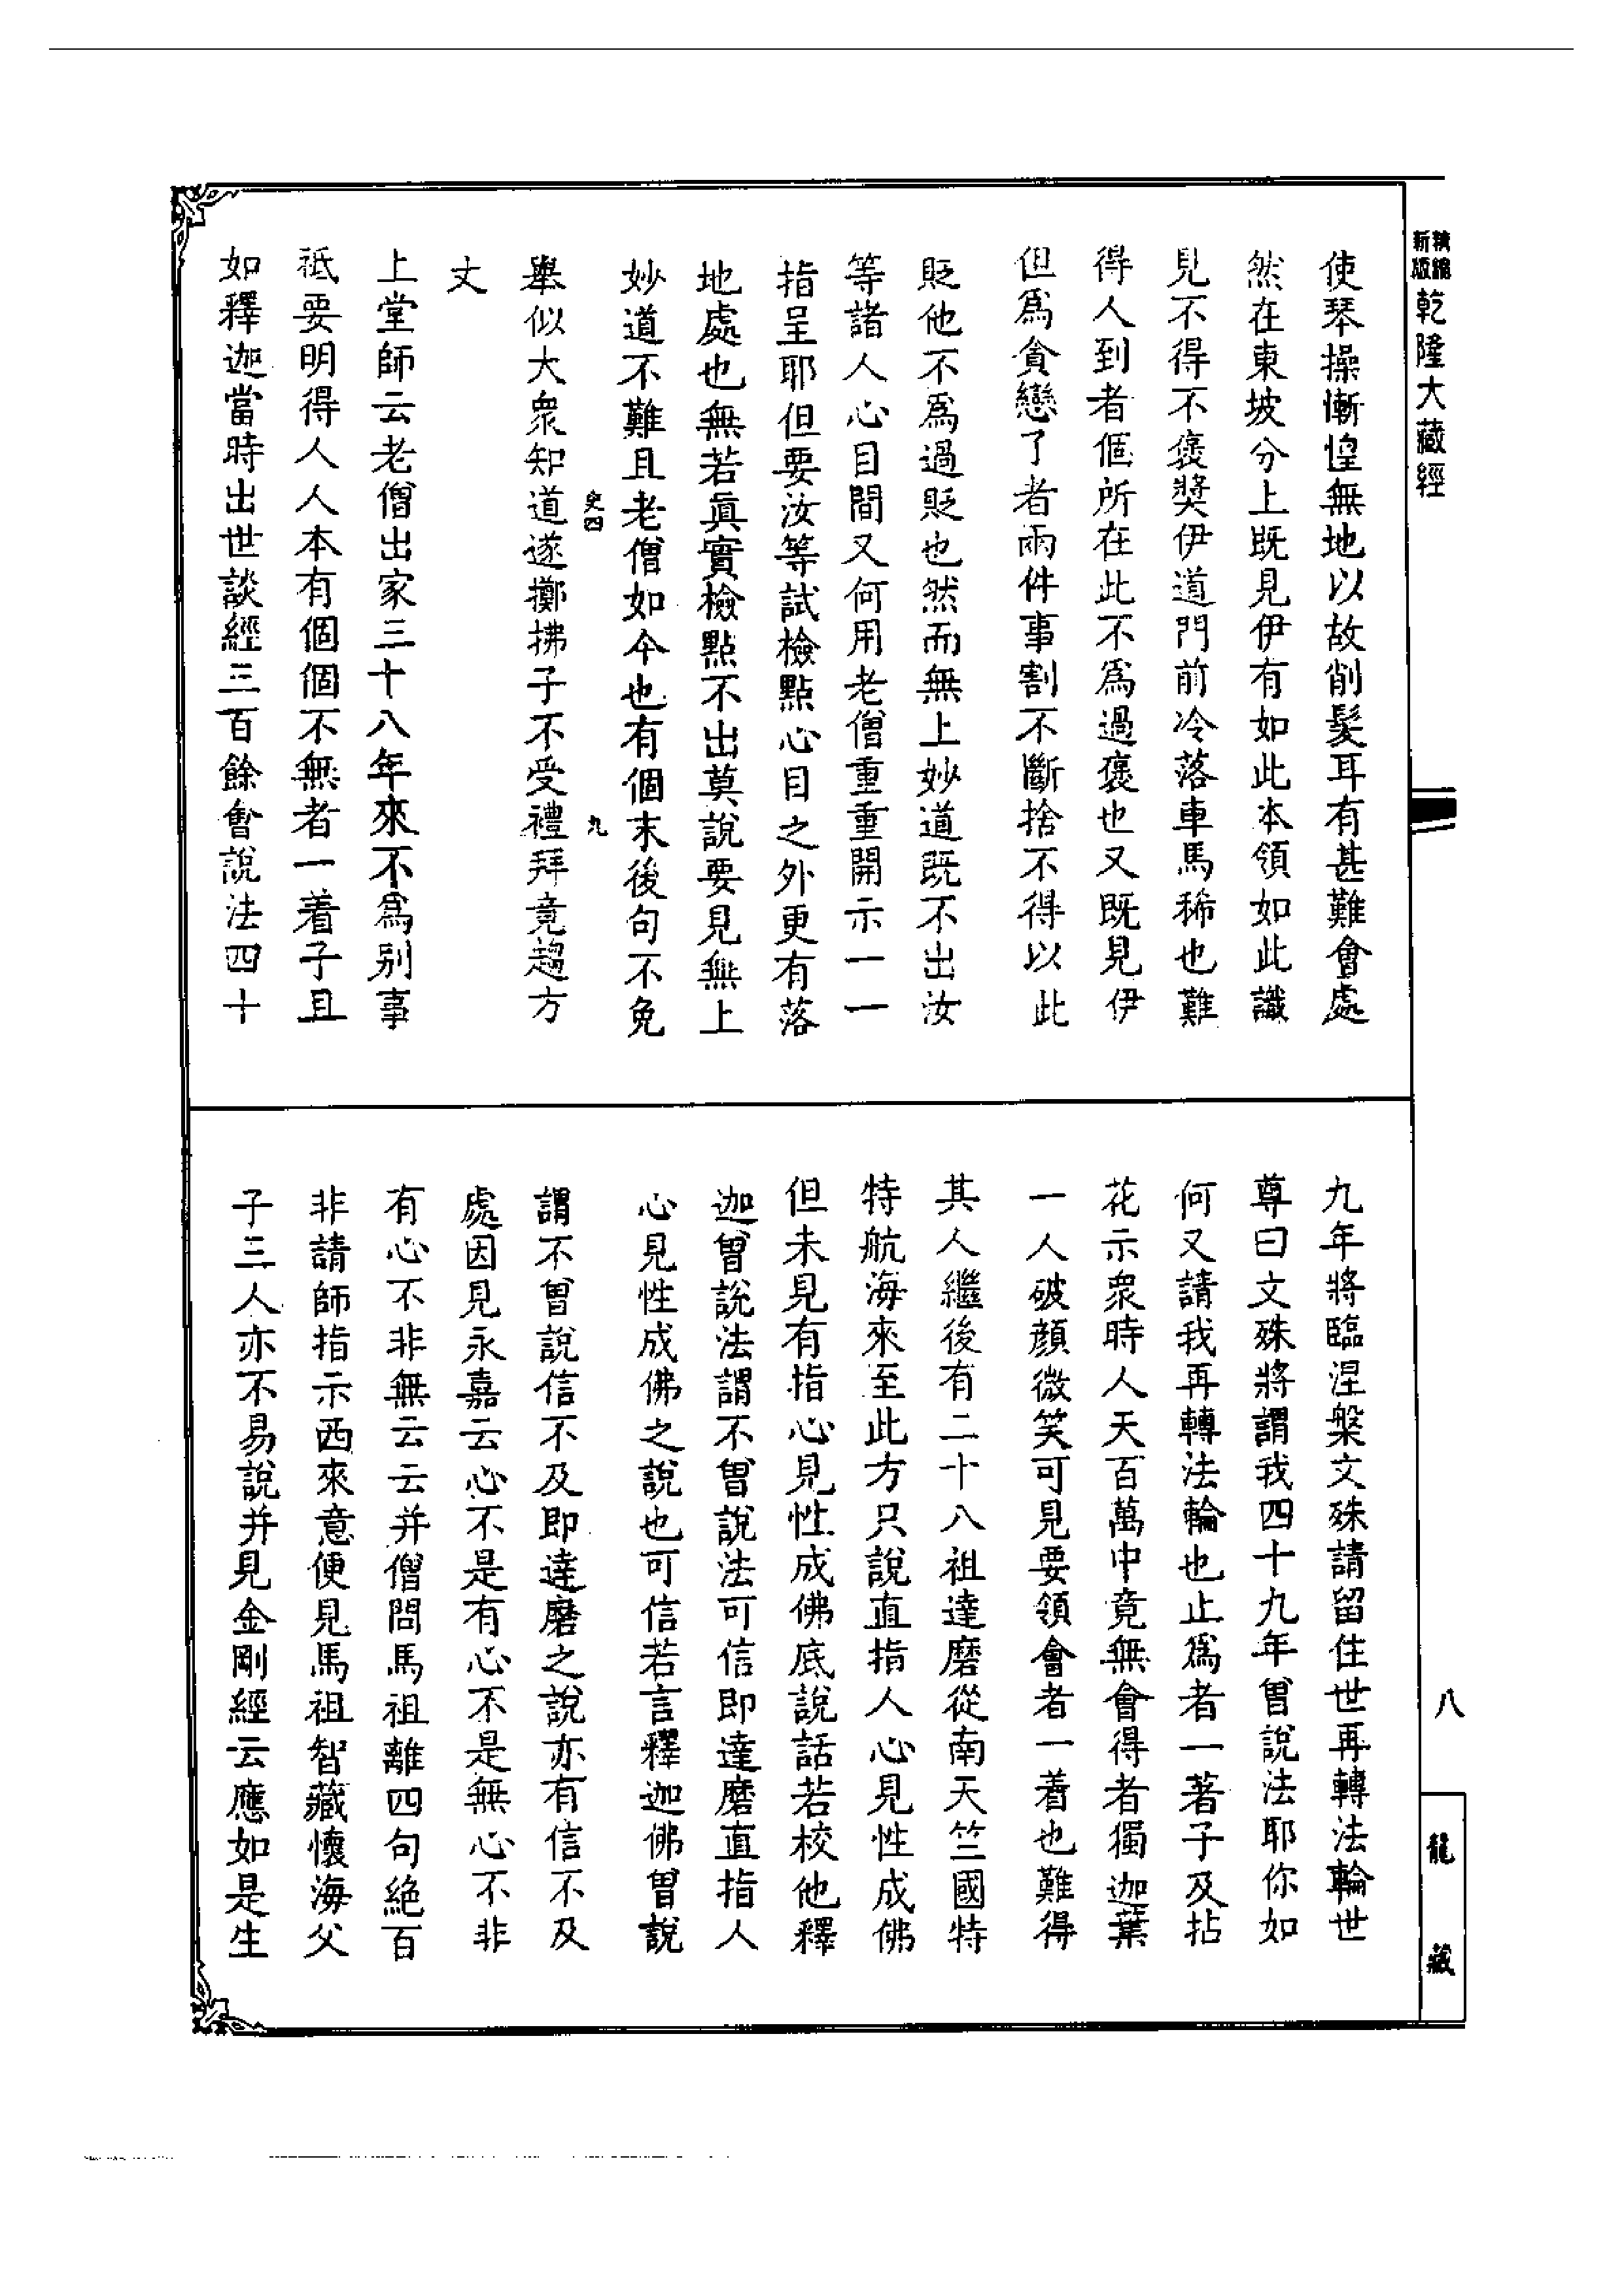 新版精編乾隆大藏經
使琴操慚惶無地以故削髮耳有甚難會處
然在東坡分上既見伊有如此本領如此識
見不得不褒獎伊道門前冷落車馬稀也難
得人到者個所在此不為過褒也又既見伊
但為貪戀了者兩件事割不斷捨不得以此
貶他不為過貶也然而無上妙道既不出汝
等諸人心目間又何用老僧重重開示一一
指呈耶但要汝等試檢點心目之外更有落
地處也無若真實檢點不出莫說要見無上
妙道不難且老僧如今也有個末後句不免
史四 九
舉似大眾知道遂擲拂子不受禮拜竟趨方
丈
上堂師云老僧出家三十八年來不為別事
祗要明得人人本有個個不無者一着子且
如釋迦當時出世談經三百餘會說法四十
九年將臨涅槃文殊請留住世再轉法輪世
尊曰文殊將謂我四十九年曾說法耶你如
何又請我再轉法輪也止為者一著子及拈
花示眾時人天百萬中竟無會得者獨迦葉
一人破顏微笑可見要領會者一着也難得
其人繼後有二十八祖達磨從南天竺國特
特航海來至此方只說直指人心見性成佛
但未見有指心見性成佛底說話若校他釋
迦曾說法謂不曾說法可信即達磨直指人
心見性成佛之說也可信若言釋迦佛曾說
謂不曾說信不及即達磨之說亦有信不及
處因見永嘉云心不是有心不是無心不非
有心不非無云云并僧問馬祖離四句絕百
非請師指示西來意便見馬祖智藏懷海父
子三人亦不易說并見金剛經云應如是生
八
龍藏